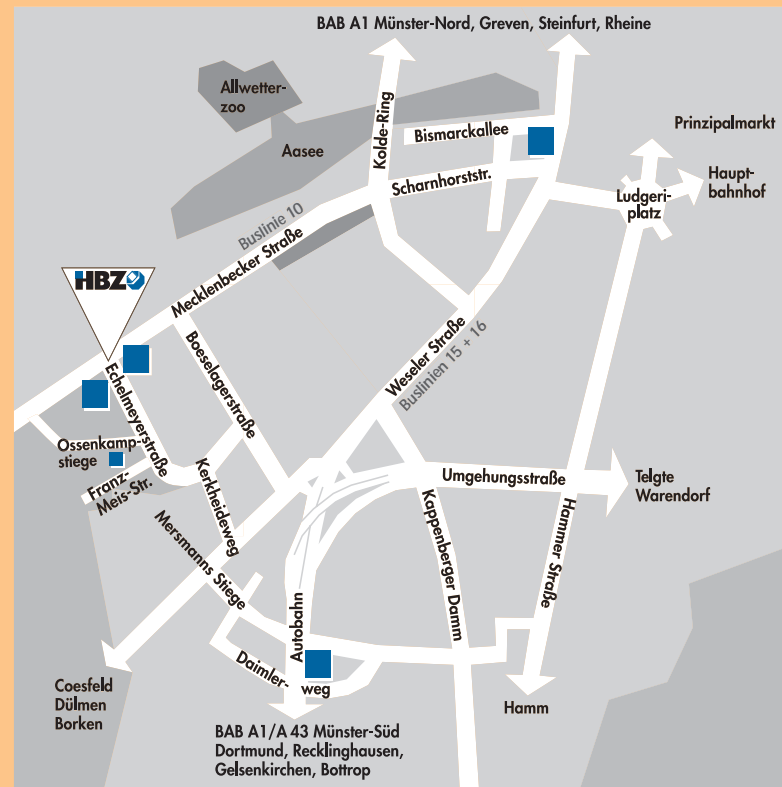 BAB A1 Münster-Nord, Greven, Steinfurt, Rheine
Allwetter-
zoo
Aasee
Kolde-Ring
Bismarckallee
Prinzipalmarkt
Scharnhorststr.
Haupt-
bahnhof
Ludgeri-
platz
Buslinie 10
Mecklenbecker Straße
HBZ
Boeselagerstraße
Weseler Straße
Buslinien 15 + 16
Echelmeyerstraße
Ossenkamp-
stiege
Franz-
Meis-Str.
Kerkheideweg
Umgehungsstraße
Telgte
Warendorf
Mersmanns Stiege
Kappenberger Damm
Hammer Straße
Autobahn
Daimler-
weg
Coesfeld
Dülmen
Borken
Hamm
BAB A1/A 43 Münster-Süd
Dortmund, Recklinghausen,
Gelsenkirchen, Bottrop